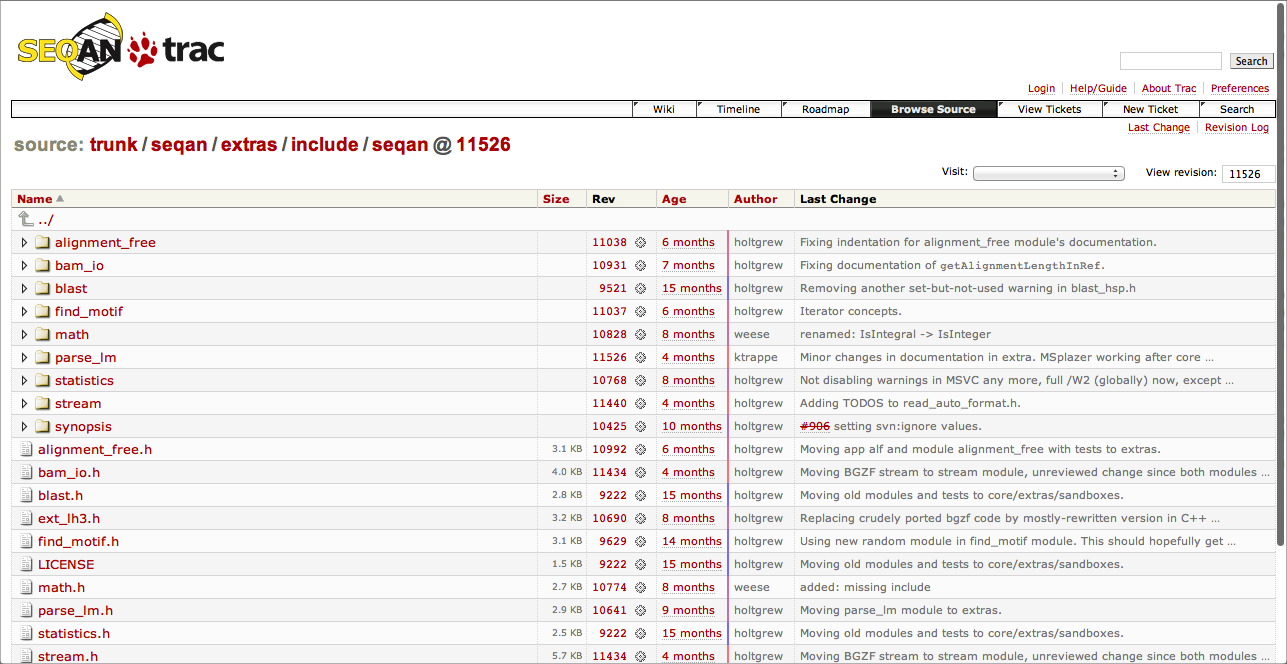 SEQAN trac
Search
Login Help/Guide About Trac Preferences
Wiki Timeline Roadmap Browse Source View Tickets New Ticket Search
Last Change Revision Log
source: trunk / seqan / extras / include / seqan @ 11526
Visit: View revision: 11526
Name Size Rev Age Author Last Change
../
alignment_free 11038 6 months holtgrew Fixing indentation for alignment_free module's documentation.
bam_io 10931 7 months holtgrew Fixing documentation of getAlignmentLengthInRef.
blast 9521 15 months holtgrew Removing another set-but-not-used warning in blast_hsp.h
find_motif 11037 6 months holtgrew Iterator concepts.
math 10828 8 months weese renamed: IsIntegral -> IsInteger
parse_lm 11526 4 months ktrappe Minor changes in documentation in extra. MSplazer working after core ...
statistics 10768 8 months holtgrew Not disabling warnings in MSVC any more, full /W2 (globally) now, except ...
stream 11440 4 months holtgrew Adding TODOS to read_auto_format.h.
synopsis 10425 10 months holtgrew #906 setting svn:ignore values.
alignment_free.h 3.1 KB 10992 6 months holtgrew Moving app alf and module alignment_free with tests to extras.
bam_io.h 4.0 KB 11434 4 months holtgrew Moving BGZF stream to stream module, unreviewed change since both modules ...
blast.h 2.8 KB 9222 15 months holtgrew Moving old modules and tests to core/extras/sandboxes.
ext_lh3.h 3.2 KB 10690 8 months holtgrew Replacing crudely ported bgzf code by mostly-rewritten version in C++ ...
find_motif.h 3.1 KB 9629 14 months holtgrew Using new random module in find_motif module. This should hopefully get ...
LICENSE 1.5 KB 9222 15 months holtgrew Moving old modules and tests to core/extras/sandboxes.
math.h 2.7 KB 10774 8 months weese added: missing include
parse_lm.h 2.9 KB 10641 9 months holtgrew Moving parse_lm module to extras.
statistics.h 2.5 KB 9222 15 months holtgrew Moving old modules and tests to core/extras/sandboxes.
stream.h 5.7 KB 11434 4 months holtgrew Moving BGZF stream to stream module, unreviewed change since both modules ...